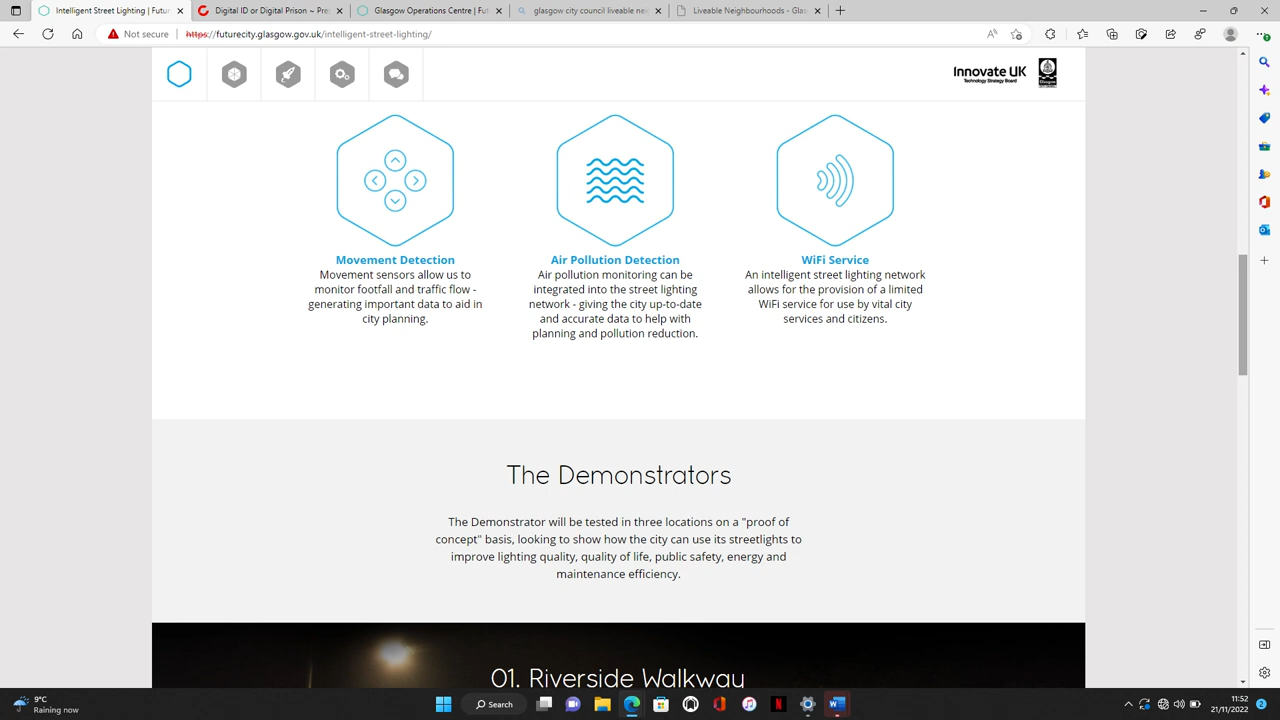 Intelligent Street Lighting | Futur
Digital ID or Digital Prison ~ Pre
Glasgow Operations Centre | Fut
glasgow city council liveable nei
Liveable Neighbourhoods - Glas
Not secure
https://futurecity.glasgow.gov.uk/intelligent-street-lighting/
Innovate UK
Technology Strategy Board
Movement Detection
Movement sensors allow us to
monitor footfall and traffic flow -
generating important data to aid in
city planning.
Air Pollution Detection
Air pollution monitoring can be
integrated into the street lighting
network - giving the city up-to-date
and accurate data to help with
planning and pollution reduction.
WiFi Service
An intelligent street lighting network
allows for the provision of a limited
WiFi service for use by vital city
services and citizens.
The Demonstrators
The Demonstrator will be tested in three locations on a "proof of
concept" basis, looking to show how the city can use its streetlights to
improve lighting quality, quality of life, public safety, energy and
maintenance efficiency.
01. Riverside Walkway
9°C
Raining now
Search
11:52
21/11/2022